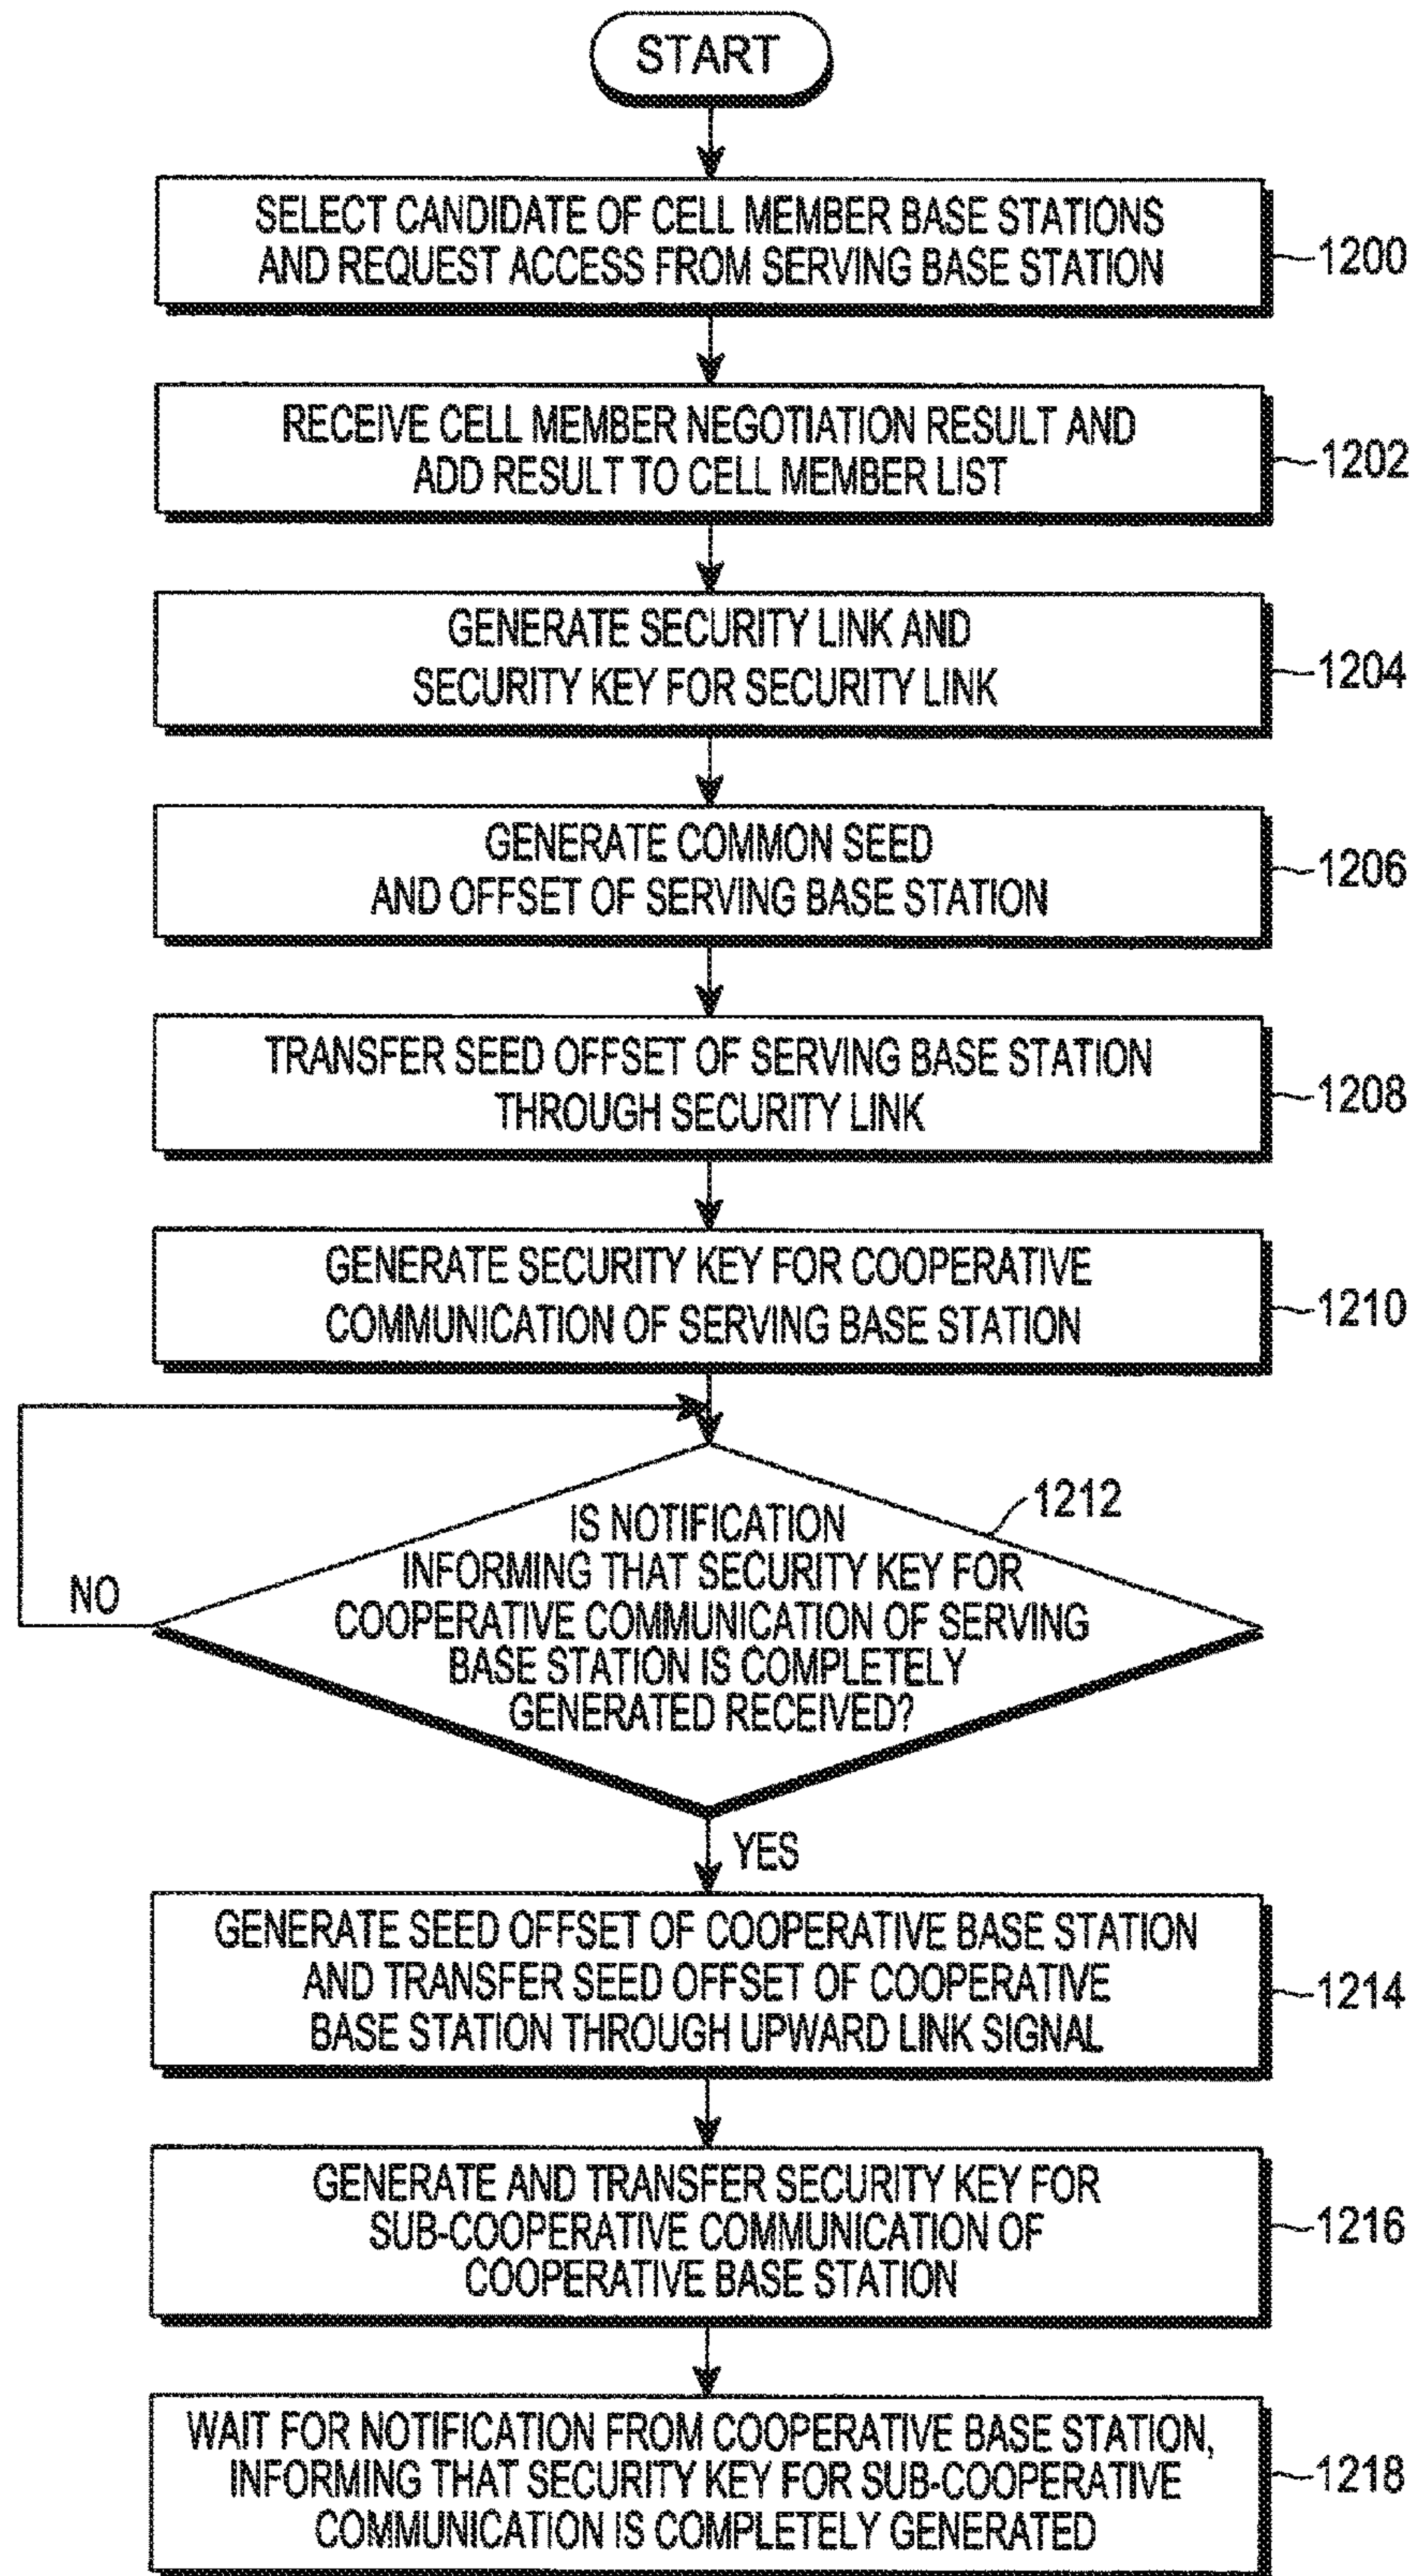 START
SELECT CANDIDATE OF CELL MEMBER BASE STATIONS
AND REQUEST ACCESS FROM SERVING BASE STATION
1200
RECEIVE CELL MEMBER NEGOTIATION RESULT AND
ADD RESULT TO CELL MEMBER LIST
1202
GENERATE SECURITY LINK AND
SECURITY KEY FOR SECURITY LINK
1204
GENERATE COMMON SEED
AND OFFSET OF SERVING BASE STATION
1206
TRANSFER SEED OFFSET OF SERVING BASE STATION
THROUGH SECURITY LINK
1208
GENERATE SECURITY KEY FOR COOPERATIVE
COMMUNICATION OF SERVING BASE STATION
1210
1212
IS NOTIFICATION
INFORMING THAT SECURITY KEY FOR
COOPERATIVE COMMUNICATION OF SERVING
BASE STATION IS COMPLETELY
GENERATED RECEIVED?
NO
YES
GENERATE SEED OFFSET OF COOPERATIVE BASE STATION
AND TRANSFER SEED OFFSET OF COOPERATIVE
BASE STATION THROUGH UPWARD LINK SIGNAL
1214
GENERATE AND TRANSFER SECURITY KEY FOR
SUB-COOPERATIVE COMMUNICATION OF
COOPERATIVE BASE STATION
1216
WAIT FOR NOTIFICATION FROM COOPERATIVE BASE STATION,
INFORMING THAT SECURITY KEY FOR SUB-COOPERATIVE
COMMUNICATION IS COMPLETELY GENERATED
1218